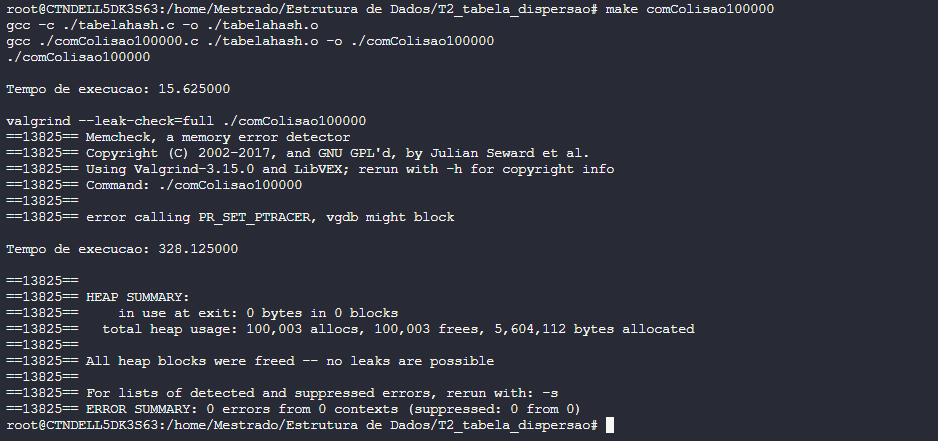 root@CTNDELL5DK3S63:/home/Mestrado/Estrutura de Dados/T2_tabela_dispersao# make comColisao100000
gcc -c ./tabelahash.c -o ./tabelahash.o
gcc ./comColisao100000.c ./tabelahash.o -o ./comColisao100000
./comColisao100000
Tempo de execucao: 15.625000
valgrind --leak-check=full ./comColisao100000
==13825== Memcheck, a memory error detector
==13825== Copyright (C) 2002-2017, and GNU GPL'd, by Julian Seward et al.
==13825== Using Valgrind-3.15.0 and LibVEX; rerun with -h for copyright info
==13825== Command: ./comColisao100000
==13825==
==13825== error calling PR_SET_PTRACER, vgdb might block
Tempo de execucao: 328.125000
==13825==
==13825== HEAP SUMMARY:
==13825==     in use at exit: 0 bytes in 0 blocks
==13825==   total heap usage: 100,003 allocs, 100,003 frees, 5,604,112 bytes allocated
==13825==
==13825== All heap blocks were freed -- no leaks are possible
==13825==
==13825== For lists of detected and suppressed errors, rerun with: -s
==13825== ERROR SUMMARY: 0 errors from 0 contexts (suppressed: 0 from 0)
root@CTNDELL5DK3S63:/home/Mestrado/Estrutura de Dados/T2_tabela_dispersao#